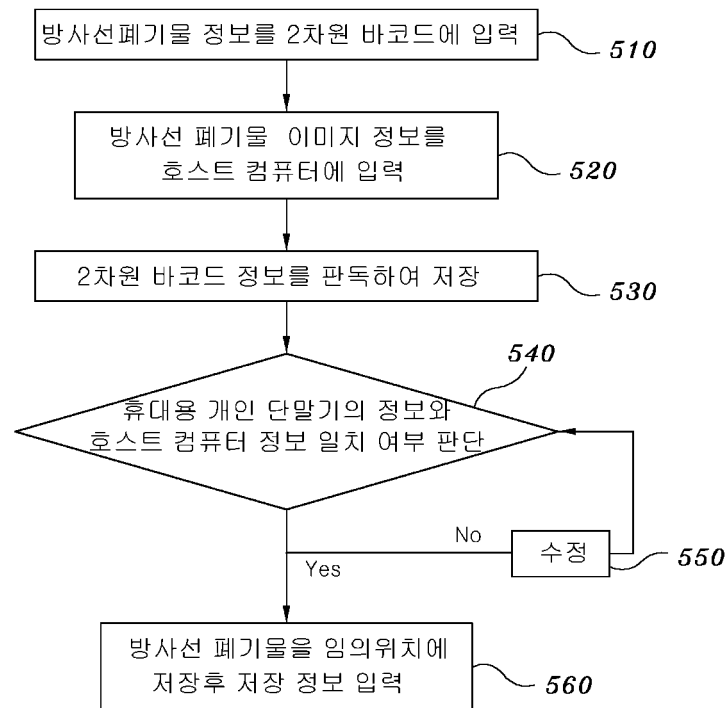 방사선폐기물 정보를 2차원 바코드에 입력
510
방사선 폐기물 이미지 정보를
호스트 컴퓨터에 입력
520
2차원 바코드 정보를 판독하여 저장
530
540
휴대용 개인 단말기의 정보와
호스트 컴퓨터 정보 일치 여부 판단
No
수정
550
Yes
방사선 폐기물을 임의위치에
저장후 저장 정보 입력
560